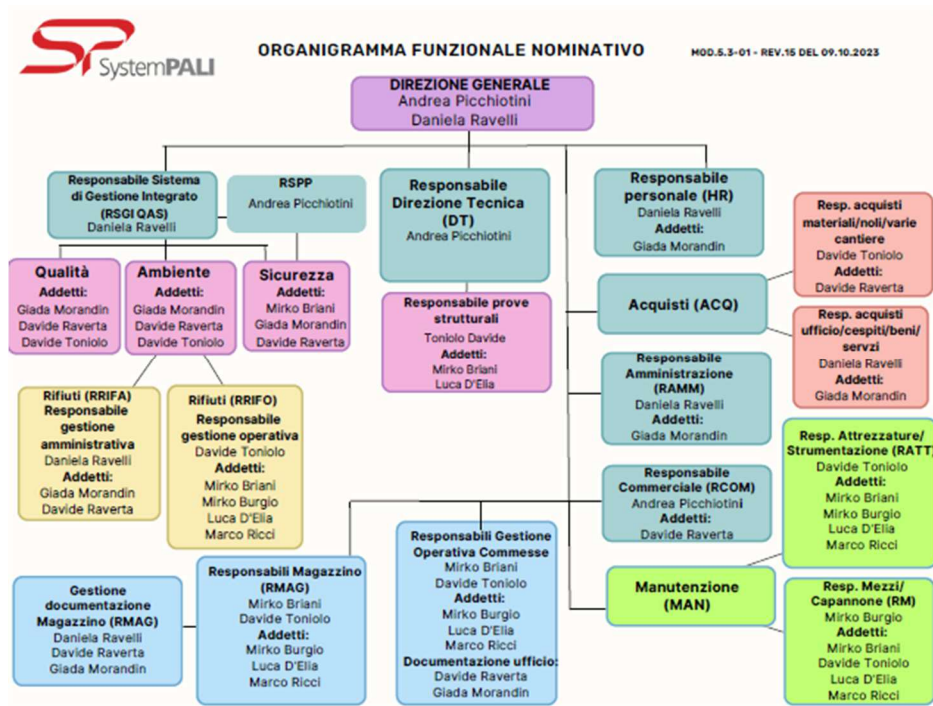 SP
SystemPALI
ORGANIGRAMMA FUNZIONALE NOMINATIVO
MOD.5.3-01 - REV.15 DEL 09.10.2023
DIREZIONE GENERALE
Andrea Picchiotini
Daniela Ravelli
Responsabile Sistema
di Gestione Integrato
(RSGI QAS)
Daniela Ravelli
RSPP
Andrea Picchiotini
Responsabile
Direzione Tecnica
(DT)
Andrea Picchiotini
Responsabile
personale (HR)
Daniela Ravelli
Addetti:
Giada Morandin
Resp. acquisti
materiali/noli/varie
cantiere
Davide Toniolo
Addetti:
Davide Raverta
Qualità
Addetti:
Giada Morandin
Davide Raverta
Davide Toniolo
Ambiente
Addetti:
Giada Morandin
Davide Raverta
Davide Toniolo
Sicurezza
Addetti:
Mirko Briani
Giada Morandin
Davide Raverta
Responsabile prove
strutturali
Toniolo Davide
Addetti:
Mirko Briani
Luca D'Elia
Acquisti (ACQ)
Resp. acquisti
ufficio/cespiti/beni/
servzi
Daniela Ravelli
Addetti:
Giada Morandin
Responsabile
Amministrazione
(RAMM)
Daniela Ravelli
Addetti:
Giada Morandin
Rifiuti (RRIFA)
Responsabile
gestione
amministrativa
Daniela Ravelli
Addetti:
Giada Morandin
Davide Raverta
Rifiuti (RRIFO)
Responsabile
gestione operativa
Davide Toniolo
Addetti:
Mirko Briani
Mirko Burgio
Luca D'Elia
Marco Ricci
Resp. Attrezzature/
Strumentazione (RATT)
Davide Toniolo
Addetti:
Mirko Briani
Mirko Burgio
Luca D'Elia
Marco Ricci
Responsabile
Commerciale (RCOM)
Andrea Picchiotini
Addetti:
Davide Raverta
Gestione
documentazione
Magazzino (RMAG)
Daniela Ravelli
Davide Raverta
Giada Morandin
Responsabili Magazzino
(RMAG)
Mirko Briani
Davide Toniolo
Addetti:
Mirko Burgio
Luca D'Elia
Marco Ricci
Responsabili Gestione
Operativa Commesse
Mirko Briani
Davide Toniolo
Addetti:
Mirko Burgio
Luca D'Elia
Marco Ricci
Documentazione ufficio:
Davide Raverta
Giada Morandin
Manutenzione
(MAN)
Resp. Mezzi/
Capannone (RM)
Mirko Burgio
Addetti:
Mirko Briani
Davide Toniolo
Luca D'Elia
Marco Ricci